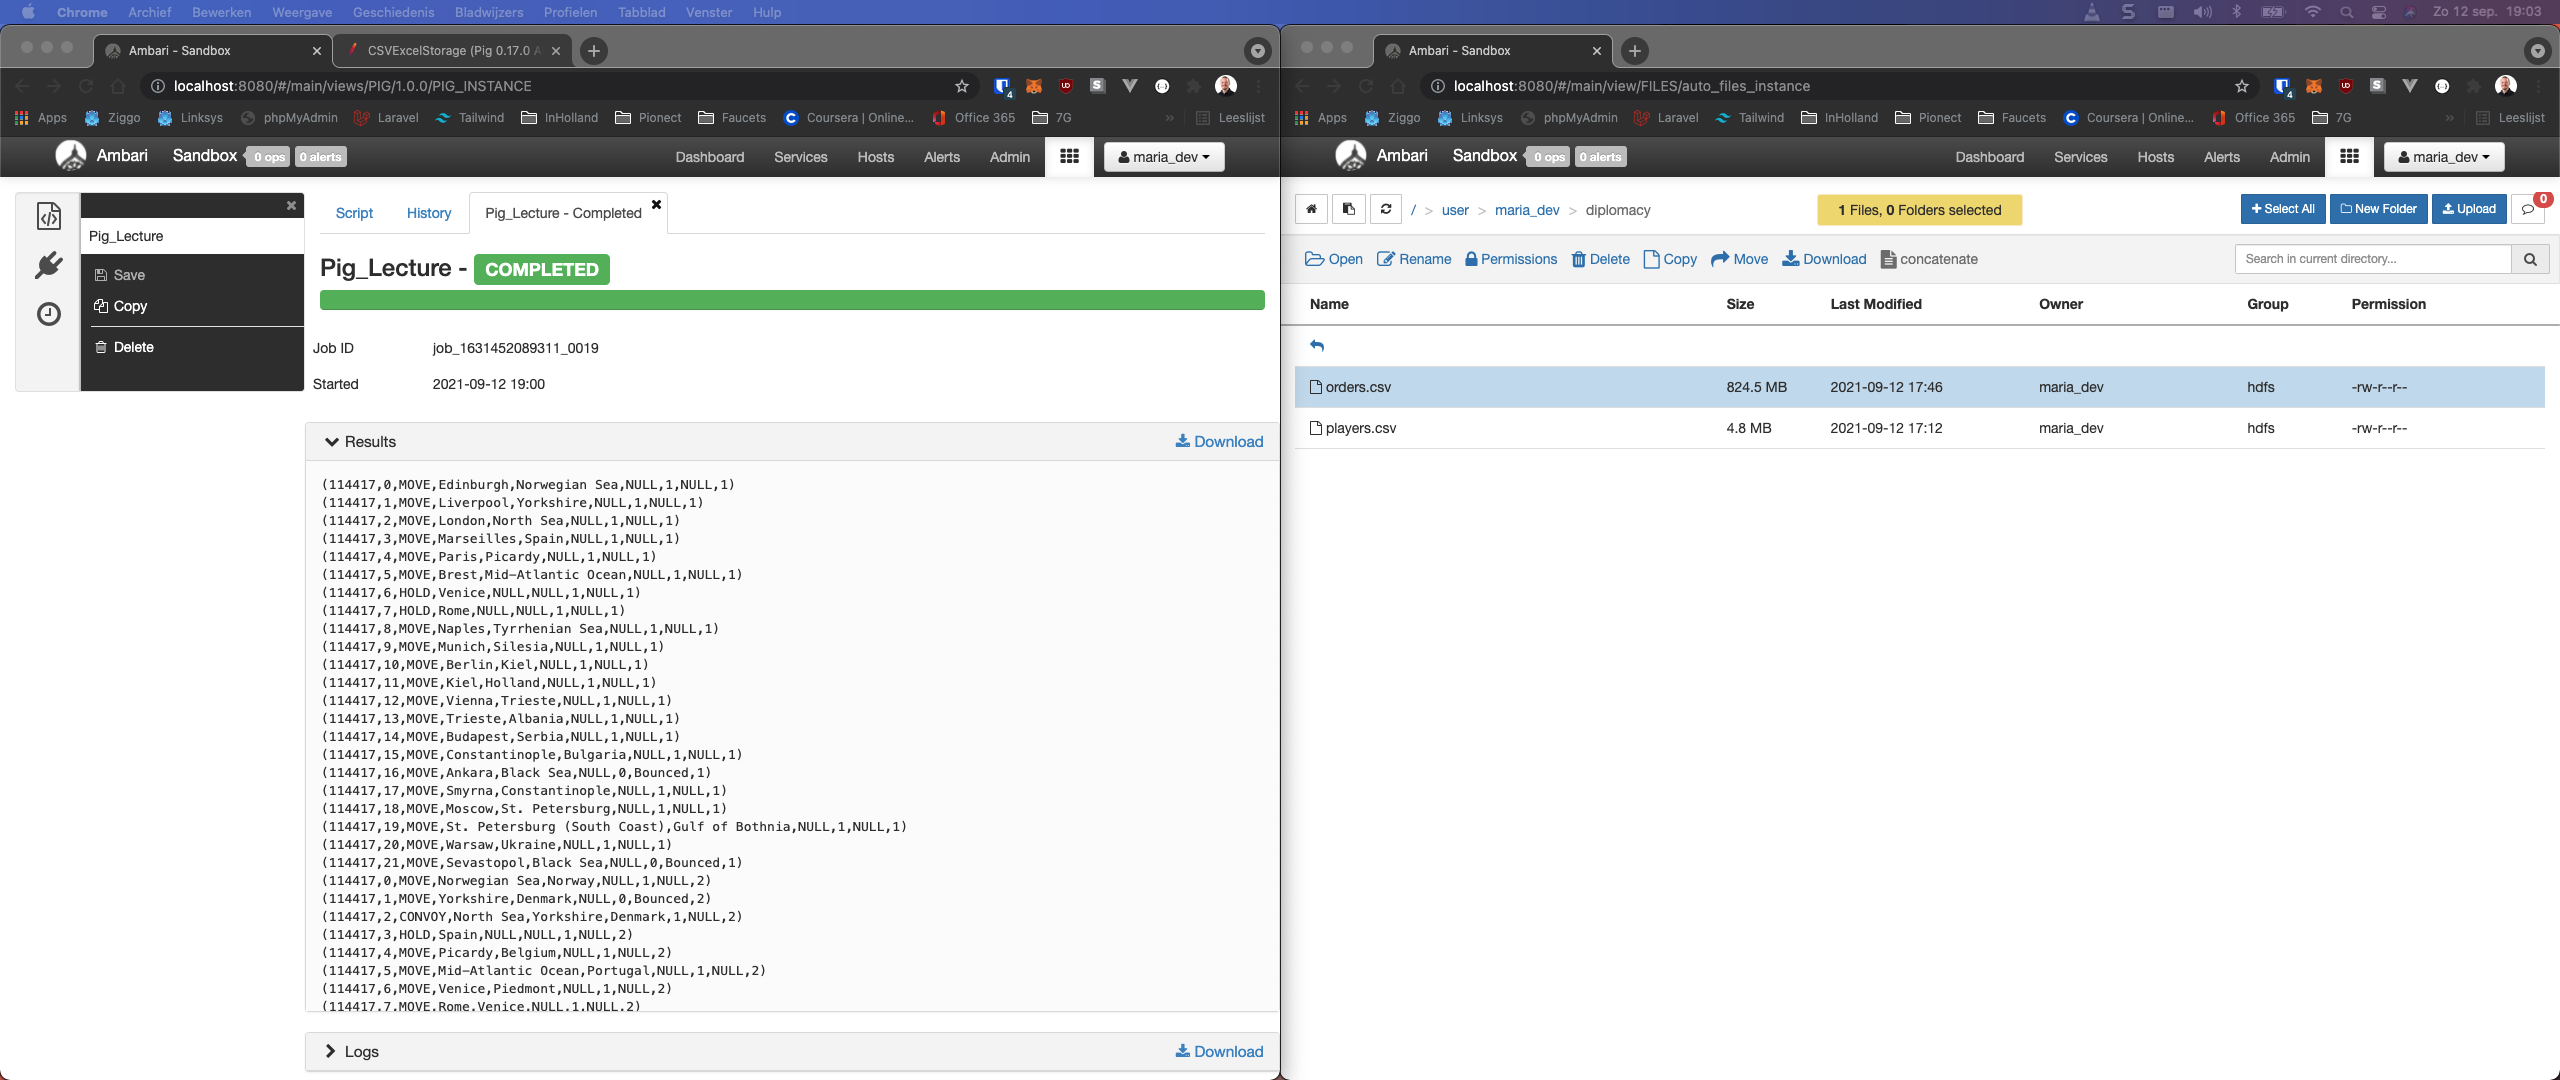 Chrome Archief Bewerken Weergave Geschiedenis Bladwijzers Profielen Tabblad Venster Hulp Zo 12 sep. 19:03
Ambari - Sandbox CSVExcelStorage (Pig 0.17.0 A
localhost:8080/#/main/views/PIG/1.0.0/PIG_INSTANCE 4
Apps Ziggo Linksys phpMyAdmin Laravel Tailwind InHolland Pionect Faucets Coursera | Online... Office 365 7G » Leeslijst
Ambari Sandbox 0 ops 0 alerts Dashboard Services Hosts Alerts Admin maria_dev
Pig_Lecture
Save
Copy
Delete
Script History Pig_Lecture - Completed
Pig_Lecture - COMPLETED
Job ID job_1631452089311_0019
Started 2021-09-12 19:00
Results Download
(114417,0,MOVE,Edinburgh,Norwegian Sea,NULL,1,NULL,1)
(114417,1,MOVE,Liverpool,Yorkshire,NULL,1,NULL,1)
(114417,2,MOVE,London,North Sea,NULL,1,NULL,1)
(114417,3,MOVE,Marseilles,Spain,NULL,1,NULL,1)
(114417,4,MOVE,Paris,Picardy,NULL,1,NULL,1)
(114417,5,MOVE,Brest,Mid-Atlantic Ocean,NULL,1,NULL,1)
(114417,6,HOLD,Venice,NULL,NULL,1,NULL,1)
(114417,7,HOLD,Rome,NULL,NULL,1,NULL,1)
(114417,8,MOVE,Naples,Tyrrhenian Sea,NULL,1,NULL,1)
(114417,9,MOVE,Munich,Silesia,NULL,1,NULL,1)
(114417,10,MOVE,Berlin,Kiel,NULL,1,NULL,1)
(114417,11,MOVE,Kiel,Holland,NULL,1,NULL,1)
(114417,12,MOVE,Vienna,Trieste,NULL,1,NULL,1)
(114417,13,MOVE,Trieste,Albania,NULL,1,NULL,1)
(114417,14,MOVE,Budapest,Serbia,NULL,1,NULL,1)
(114417,15,MOVE,Constantinople,Bulgaria,NULL,1,NULL,1)
(114417,16,MOVE,Ankara,Black Sea,NULL,0,Bounced,1)
(114417,17,MOVE,Smyrna,Constantinople,NULL,1,NULL,1)
(114417,18,MOVE,Moscow,St. Petersburg,NULL,1,NULL,1)
(114417,19,MOVE,St. Petersburg (South Coast),Gulf of Bothnia,NULL,1,NULL,1)
(114417,20,MOVE,Warsaw,Ukraine,NULL,1,NULL,1)
(114417,21,MOVE,Sevastopol,Black Sea,NULL,0,Bounced,1)
(114417,0,MOVE,Norwegian Sea,Norway,NULL,1,NULL,2)
(114417,1,MOVE,Yorkshire,Denmark,NULL,0,Bounced,2)
(114417,2,CONVOY,North Sea,Yorkshire,Denmark,1,NULL,2)
(114417,3,HOLD,Spain,NULL,NULL,1,NULL,2)
(114417,4,MOVE,Picardy,Belgium,NULL,1,NULL,2)
(114417,5,MOVE,Mid-Atlantic Ocean,Portugal,NULL,1,NULL,2)
(114417,6,MOVE,Venice,Piedmont,NULL,1,NULL,2)
(114417,7,MOVE,Rome,Venice,NULL,1,NULL,2)
Logs Download
Ambari - Sandbox
localhost:8080/#/main/view/FILES/auto_files_instance 4
Apps Ziggo Linksys phpMyAdmin Laravel Tailwind InHolland Pionect Faucets Coursera | Online... Office 365 7G » Leeslijst
Ambari Sandbox 0 ops 0 alerts Dashboard Services Hosts Alerts Admin maria_dev
/ > user > maria_dev > diplomacy 1 Files, 0 Folders selected Select All New Folder Upload 0
Open Rename Permissions Delete Copy Move Download concatenate Search in current directory...
Name Size Last Modified Owner Group Permission
orders.csv 824.5 MB 2021-09-12 17:46 maria_dev hdfs -rw-r--r--
players.csv 4.8 MB 2021-09-12 17:12 maria_dev hdfs -rw-r--r--